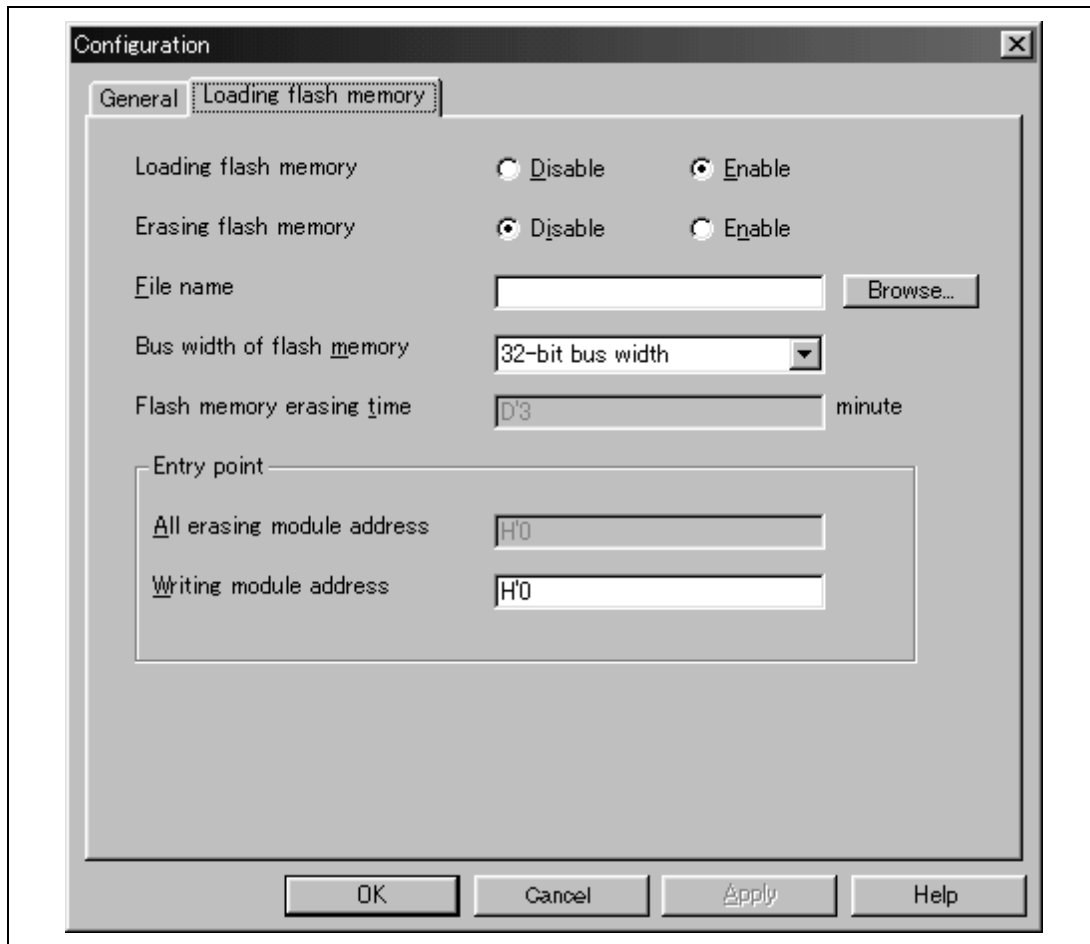 Configuration
General Loading flash memory
Loading flash memory Disable Enable
Erasing flash memory Disable Enable
File name Browse...
Bus width of flash memory 32-bit bus width
Flash memory erasing time D'3 minute
Entry point
All erasing module address H'0
Writing module address H'0
OK Cancel Apply Help